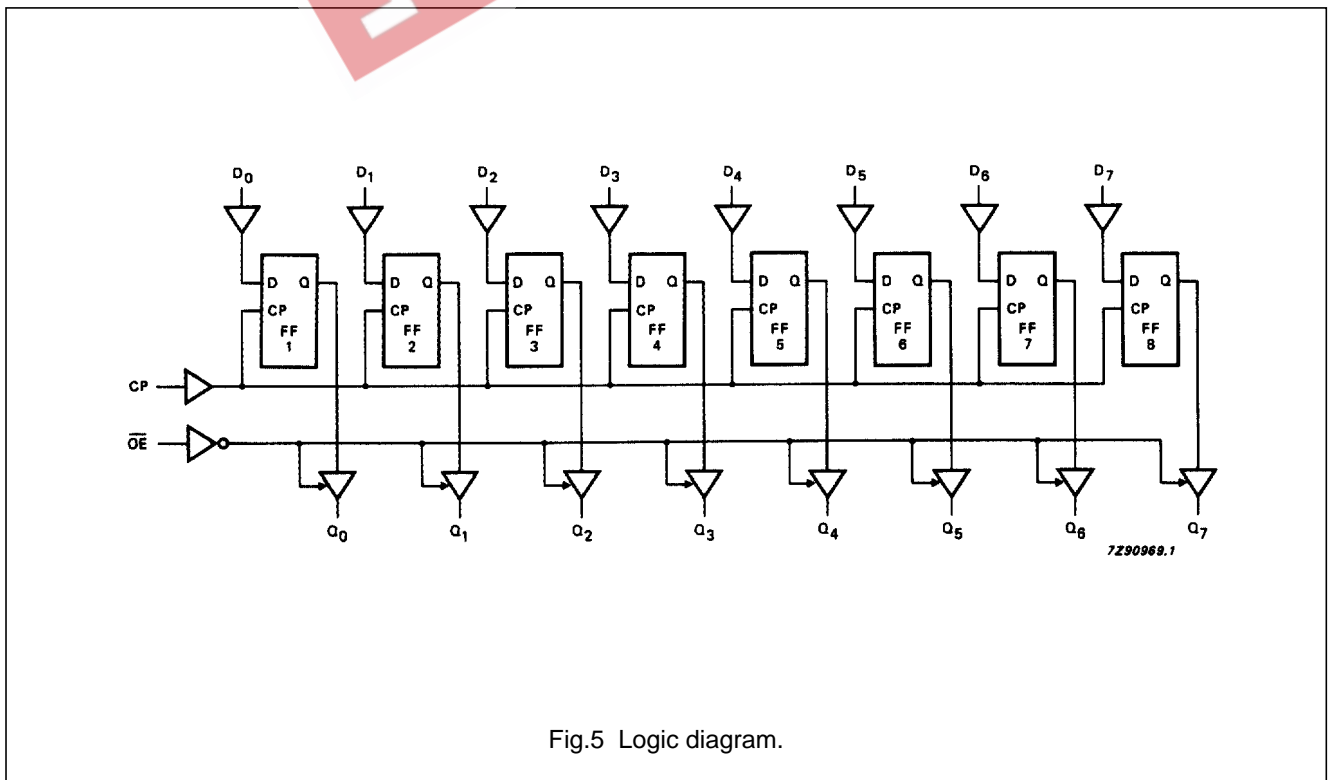 D0 D1 D2 D3 D4 D5 D6 D7
D Q D Q D Q D Q D Q D Q D Q D Q
CP CP CP CP CP CP CP CP
FF FF FF FF FF FF FF FF
1 2 3 4 5 6 7 8
CP
O̅E̅
Q0 Q1 Q2 Q3 Q4 Q5 Q6 Q7
7Z90969.1
Fig.5 Logic diagram.